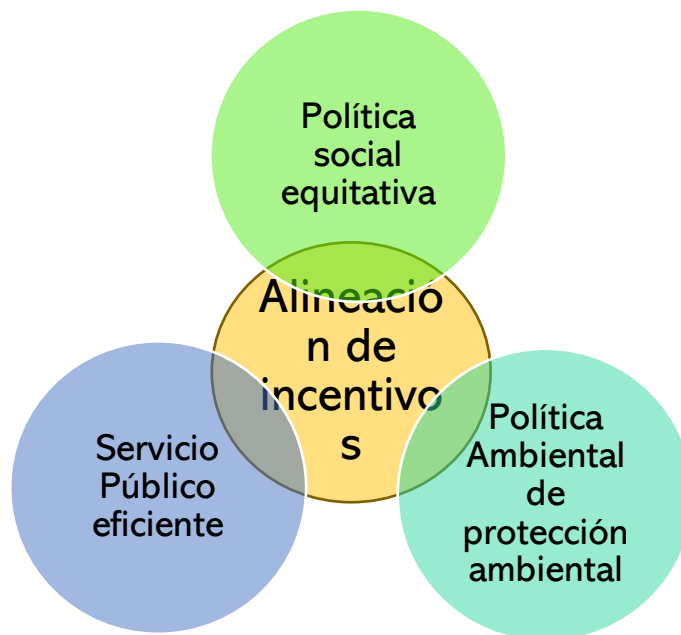 Política
social
equitativa
Alineació
n de
incentivo
s
Servicio
Público
eficiente
Política
Ambiental
de
protección
ambiental